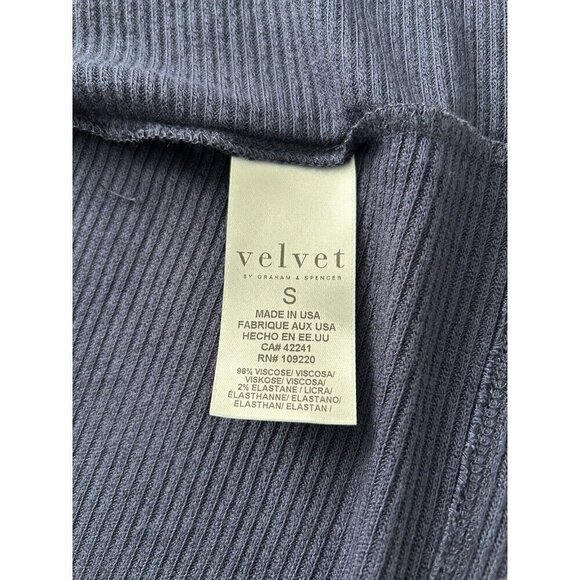 velvet
BY GRAHAM & SPENCER
S
MADE IN USA
FABRIQUE AUX USA
HECHO EN EE.UU
CA# 42241
RN# 109220
98% VISCOSE/ VISCOSA/
VISKOSE/ VISCOSA/
2% ELASTANE / LICRA/
ÉLASTHANNE/ ELASTANO/
ELASTHAN/ ELASTAN /